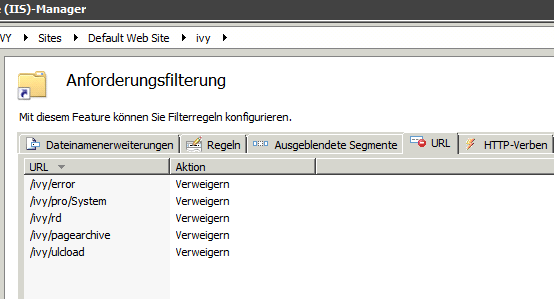 (IIS)-Manager
WY Sites Default Web Site ivy
Anforderungsfilterung
Mit diesem Feature können Sie Filterregeln konfigurieren.
Dateinamenerweiterungen Regeln Ausgeblendete Segmente URL HTTP-Verben
URL Aktion
/ivy/error Verweigern
/ivy/pro/System Verweigern
/ivy/rd Verweigern
/ivy/pagearchive Verweigern
/ivy/ulcload Verweigern